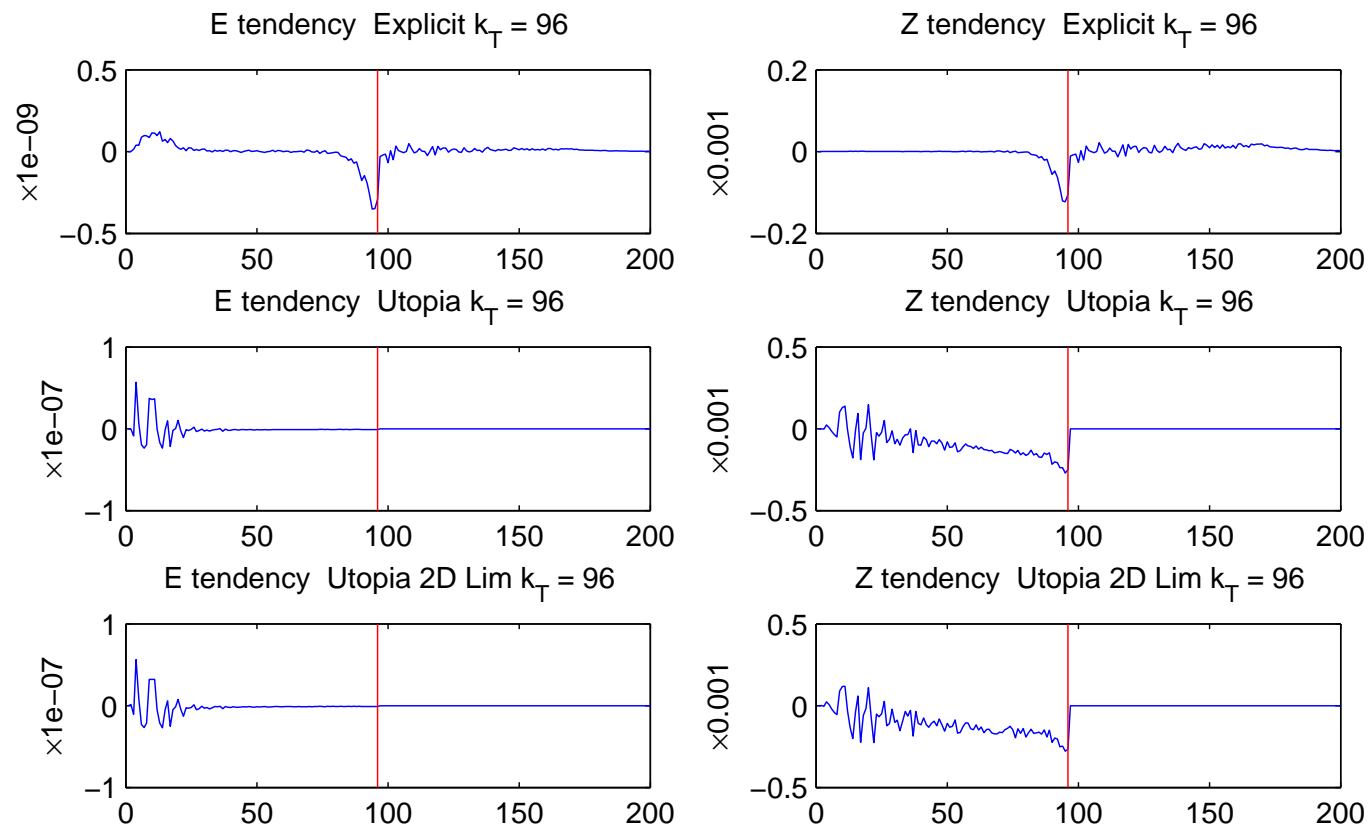 E tendency Explicit k_T = 96
0.5
0
−0.5
×1e−09
0 50 100 150 200
Z tendency Explicit k_T = 96
0.2
0
−0.2
×0.001
0 50 100 150 200
E tendency Utopia k_T = 96
1
0
−1
×1e−07
0 50 100 150 200
Z tendency Utopia k_T = 96
0.5
0
−0.5
×0.001
0 50 100 150 200
E tendency Utopia 2D Lim k_T = 96
1
0
−1
×1e−07
0 50 100 150 200
Z tendency Utopia 2D Lim k_T = 96
0.5
0
−0.5
×0.001
0 50 100 150 200